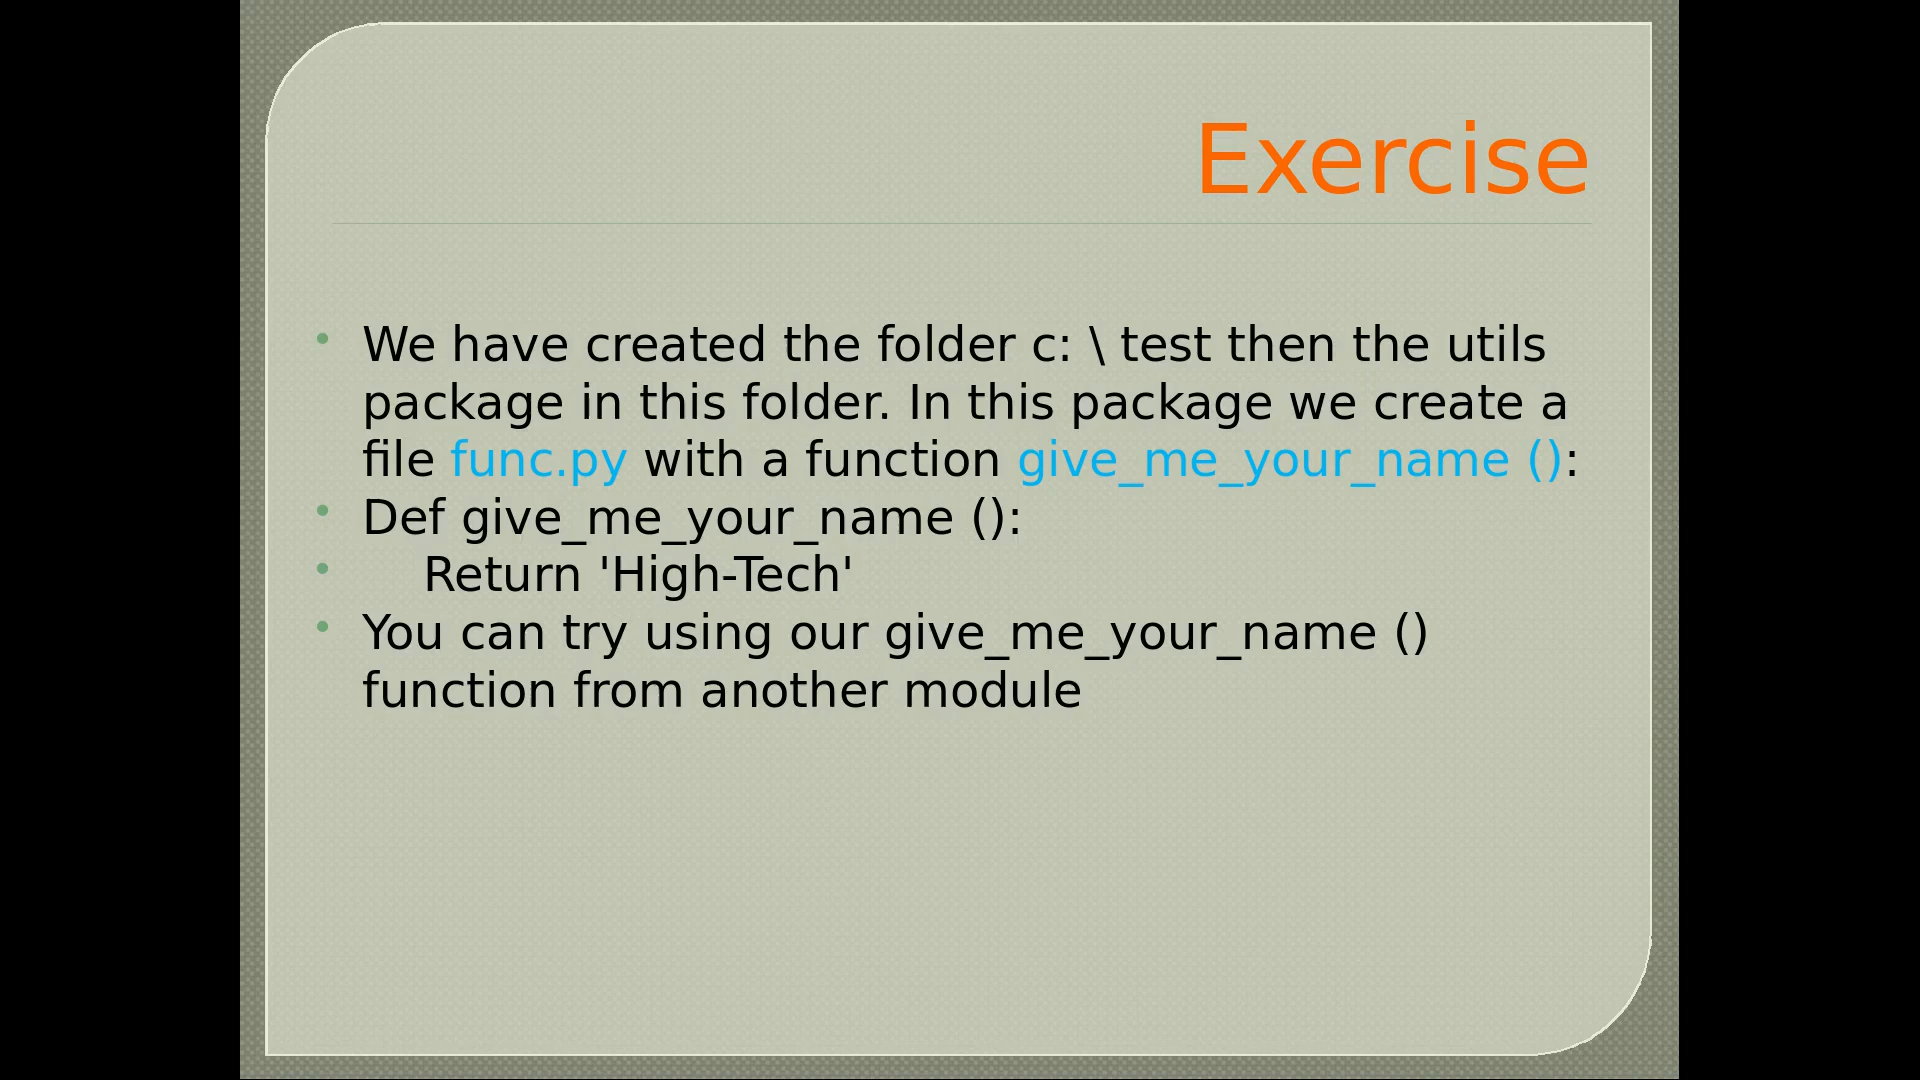 Exercise
• We have created the folder c: \ test then the utils
package in this folder. In this package we create a
file func.py with a function give_me_your_name ():
• Def give_me_your_name ():
• Return 'High-Tech'
• You can try using our give_me_your_name ()
function from another module